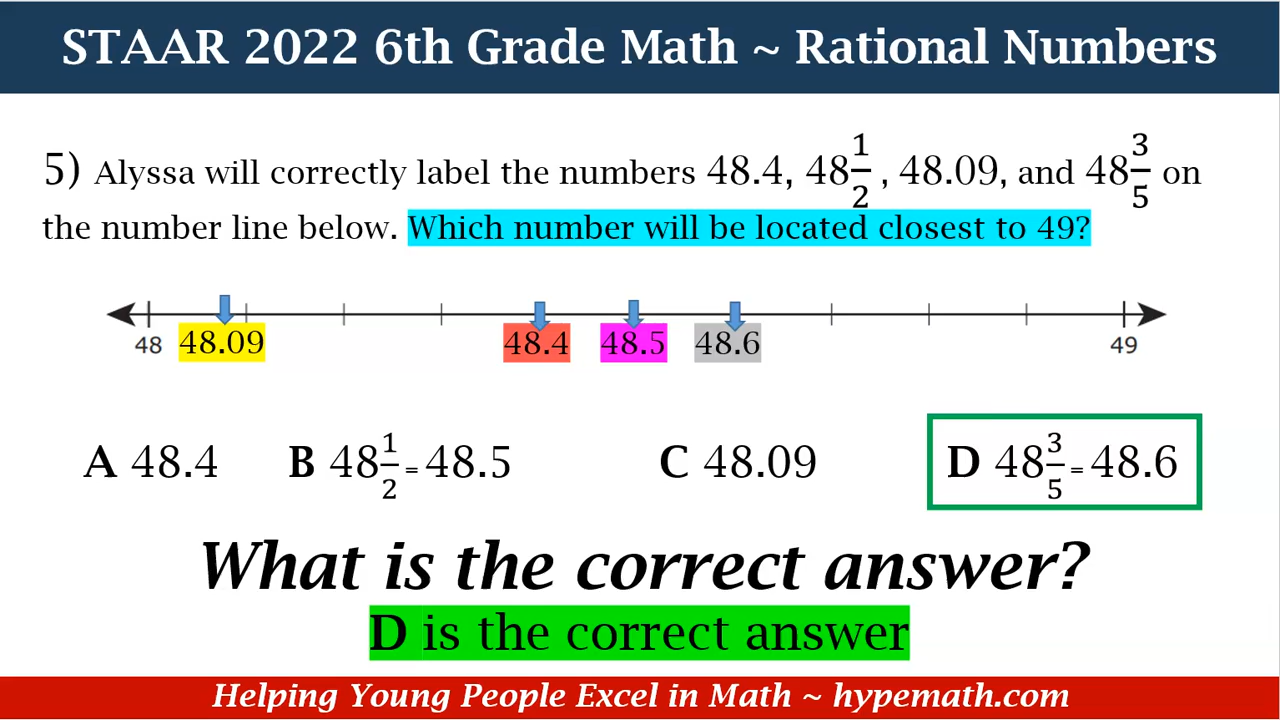 STAAR 2022 6th Grade Math ~ Rational Numbers
5) Alyssa will correctly label the numbers 48.4, 48 1/2 , 48.09, and 48 3/5 on
the number line below. Which number will be located closest to 49?
48 48.09 48.4 48.5 48.6 49
A 48.4 B 48 1/2 = 48.5 C 48.09 D 48 3/5 = 48.6
What is the correct answer?
D is the correct answer
Helping Young People Excel in Math ~ hypemath.com